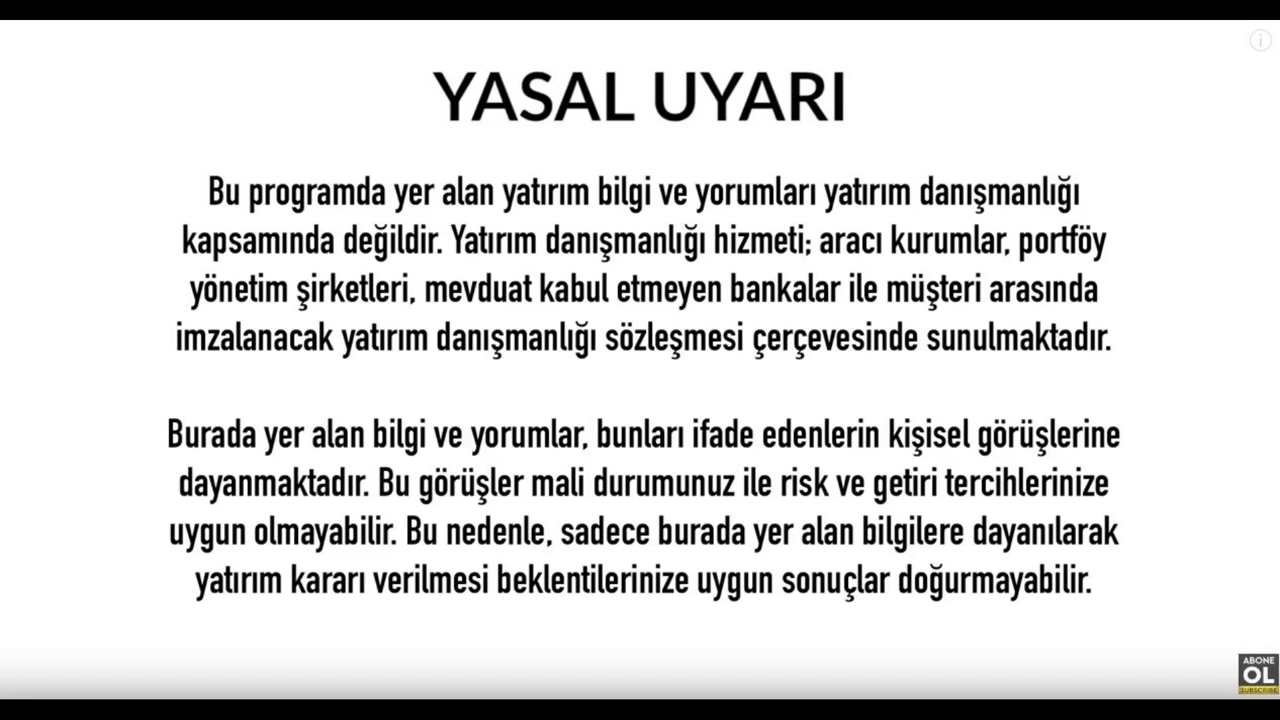 YASAL UYARI
Bu programda yer alan yatırım bilgi ve yorumları yatırım danışmanlığı
kapsamında değildir. Yatırım danışmanlığı hizmeti; aracı kurumlar, portföy
yönetim şirketleri, mevduat kabul etmeyen bankalar ile müşteri arasında
imzalanacak yatırım danışmanlığı sözleşmesi çerçevesinde sunulmaktadır.
Burada yer alan bilgi ve yorumlar, bunları ifade edenlerin kişisel görüşlerine
dayanmaktadır. Bu görüşler mali durumunuz ile risk ve getiri tercihlerinize
uygun olmayabilir. Bu nedenle, sadece burada yer alan bilgilere dayanılarak
yatırım kararı verilmesi beklentilerinize uygun sonuçlar doğurmayabilir.
ABONE
OL
SUBSCRIBE